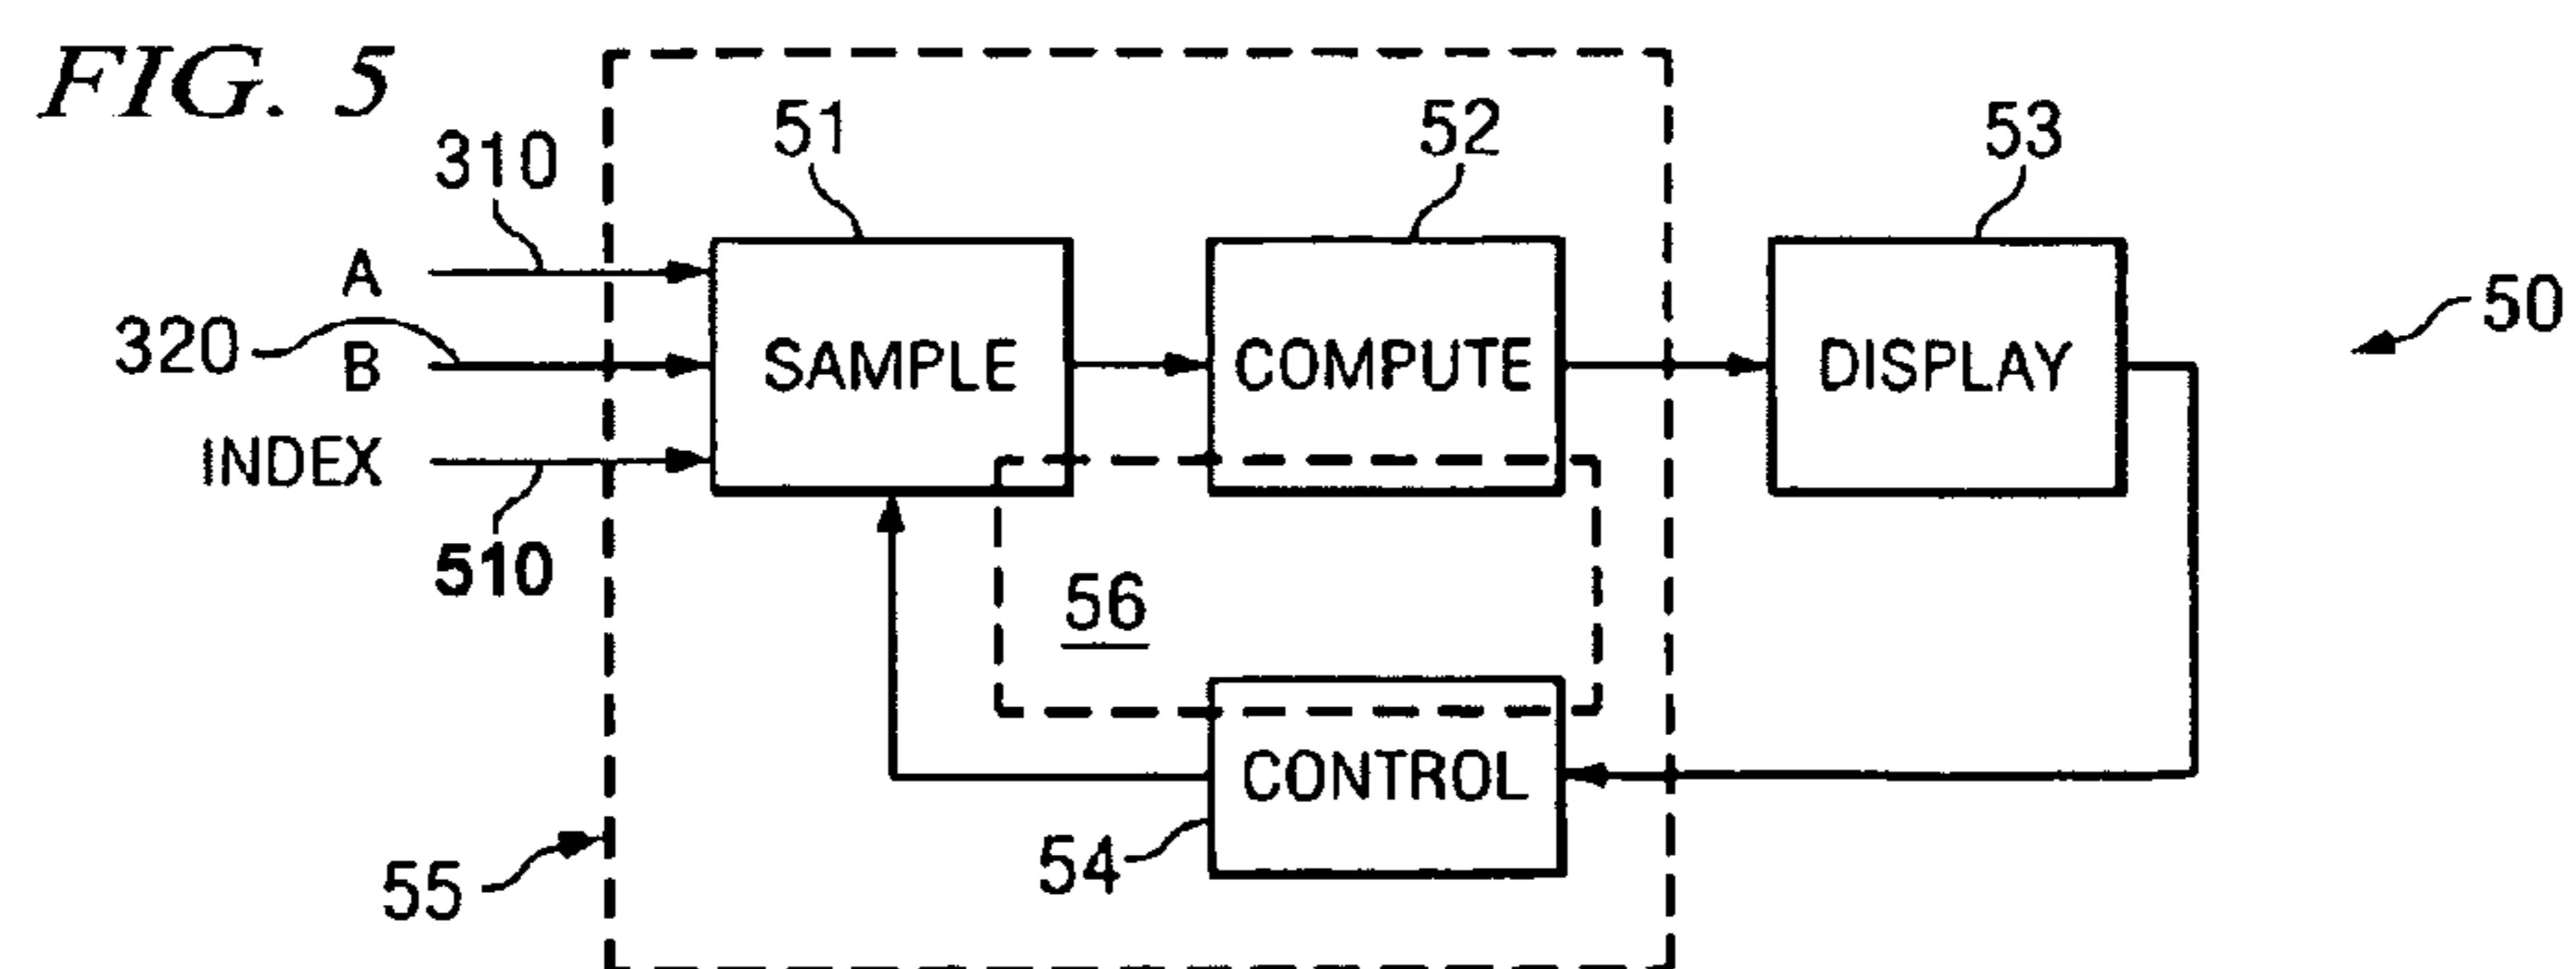 FIG. 5
310
51
52
53
A
320
B
INDEX
510
SAMPLE
COMPUTE
DISPLAY
50
56
CONTROL
54
55